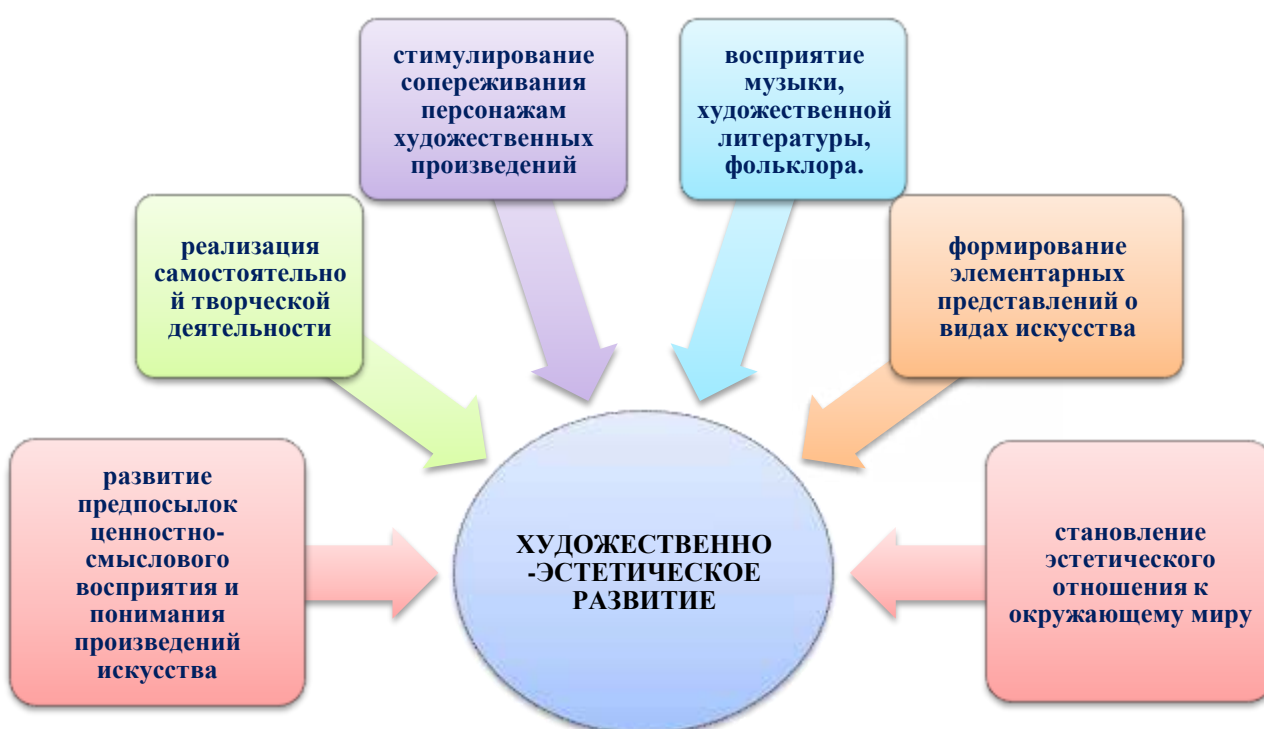 стимулирование
сопереживания
персонажам
художественных
произведений
восприятие
музыки,
художественной
литературы,
фольклора.
реализация
самостоятельно
й творческой
деятельности
формирование
элементарных
представлений о
видах искусства
развитие
предпосылок
ценностно-
смыслового
восприятия и
понимания
произведений
искусства
ХУДОЖЕСТВЕННО
-ЭСТЕТИЧЕСКОЕ
РАЗВИТИЕ
становление
эстетического
отношения к
окружающему миру